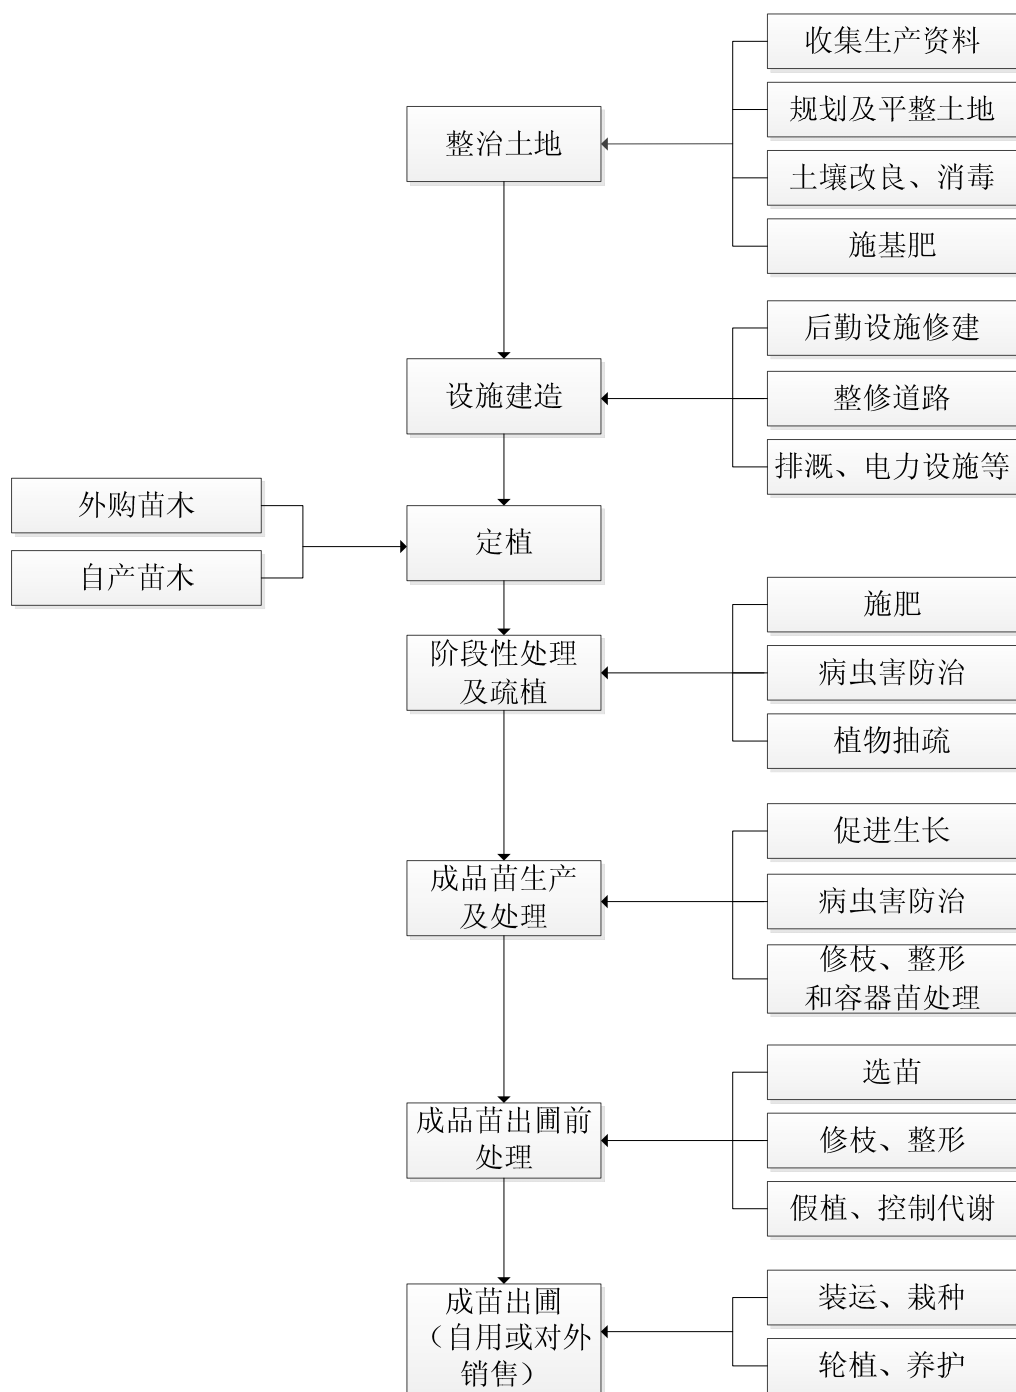 收集生产资料
规划及平整土地
整治土地
土壤改良、消毒
施基肥
后勤设施修建
设施建造
整修道路
排溉、电力设施等
外购苗木
自产苗木
定植
施肥
阶段性处理
及疏植
病虫害防治
植物抽疏
促进生长
成品苗生产
及处理
病虫害防治
修枝、整形
和容器苗处理
选苗
成品苗出圃前
处理
修枝、整形
假植、控制代谢
成苗出圃
（自用或对外
销售）
装运、栽种
轮植、养护